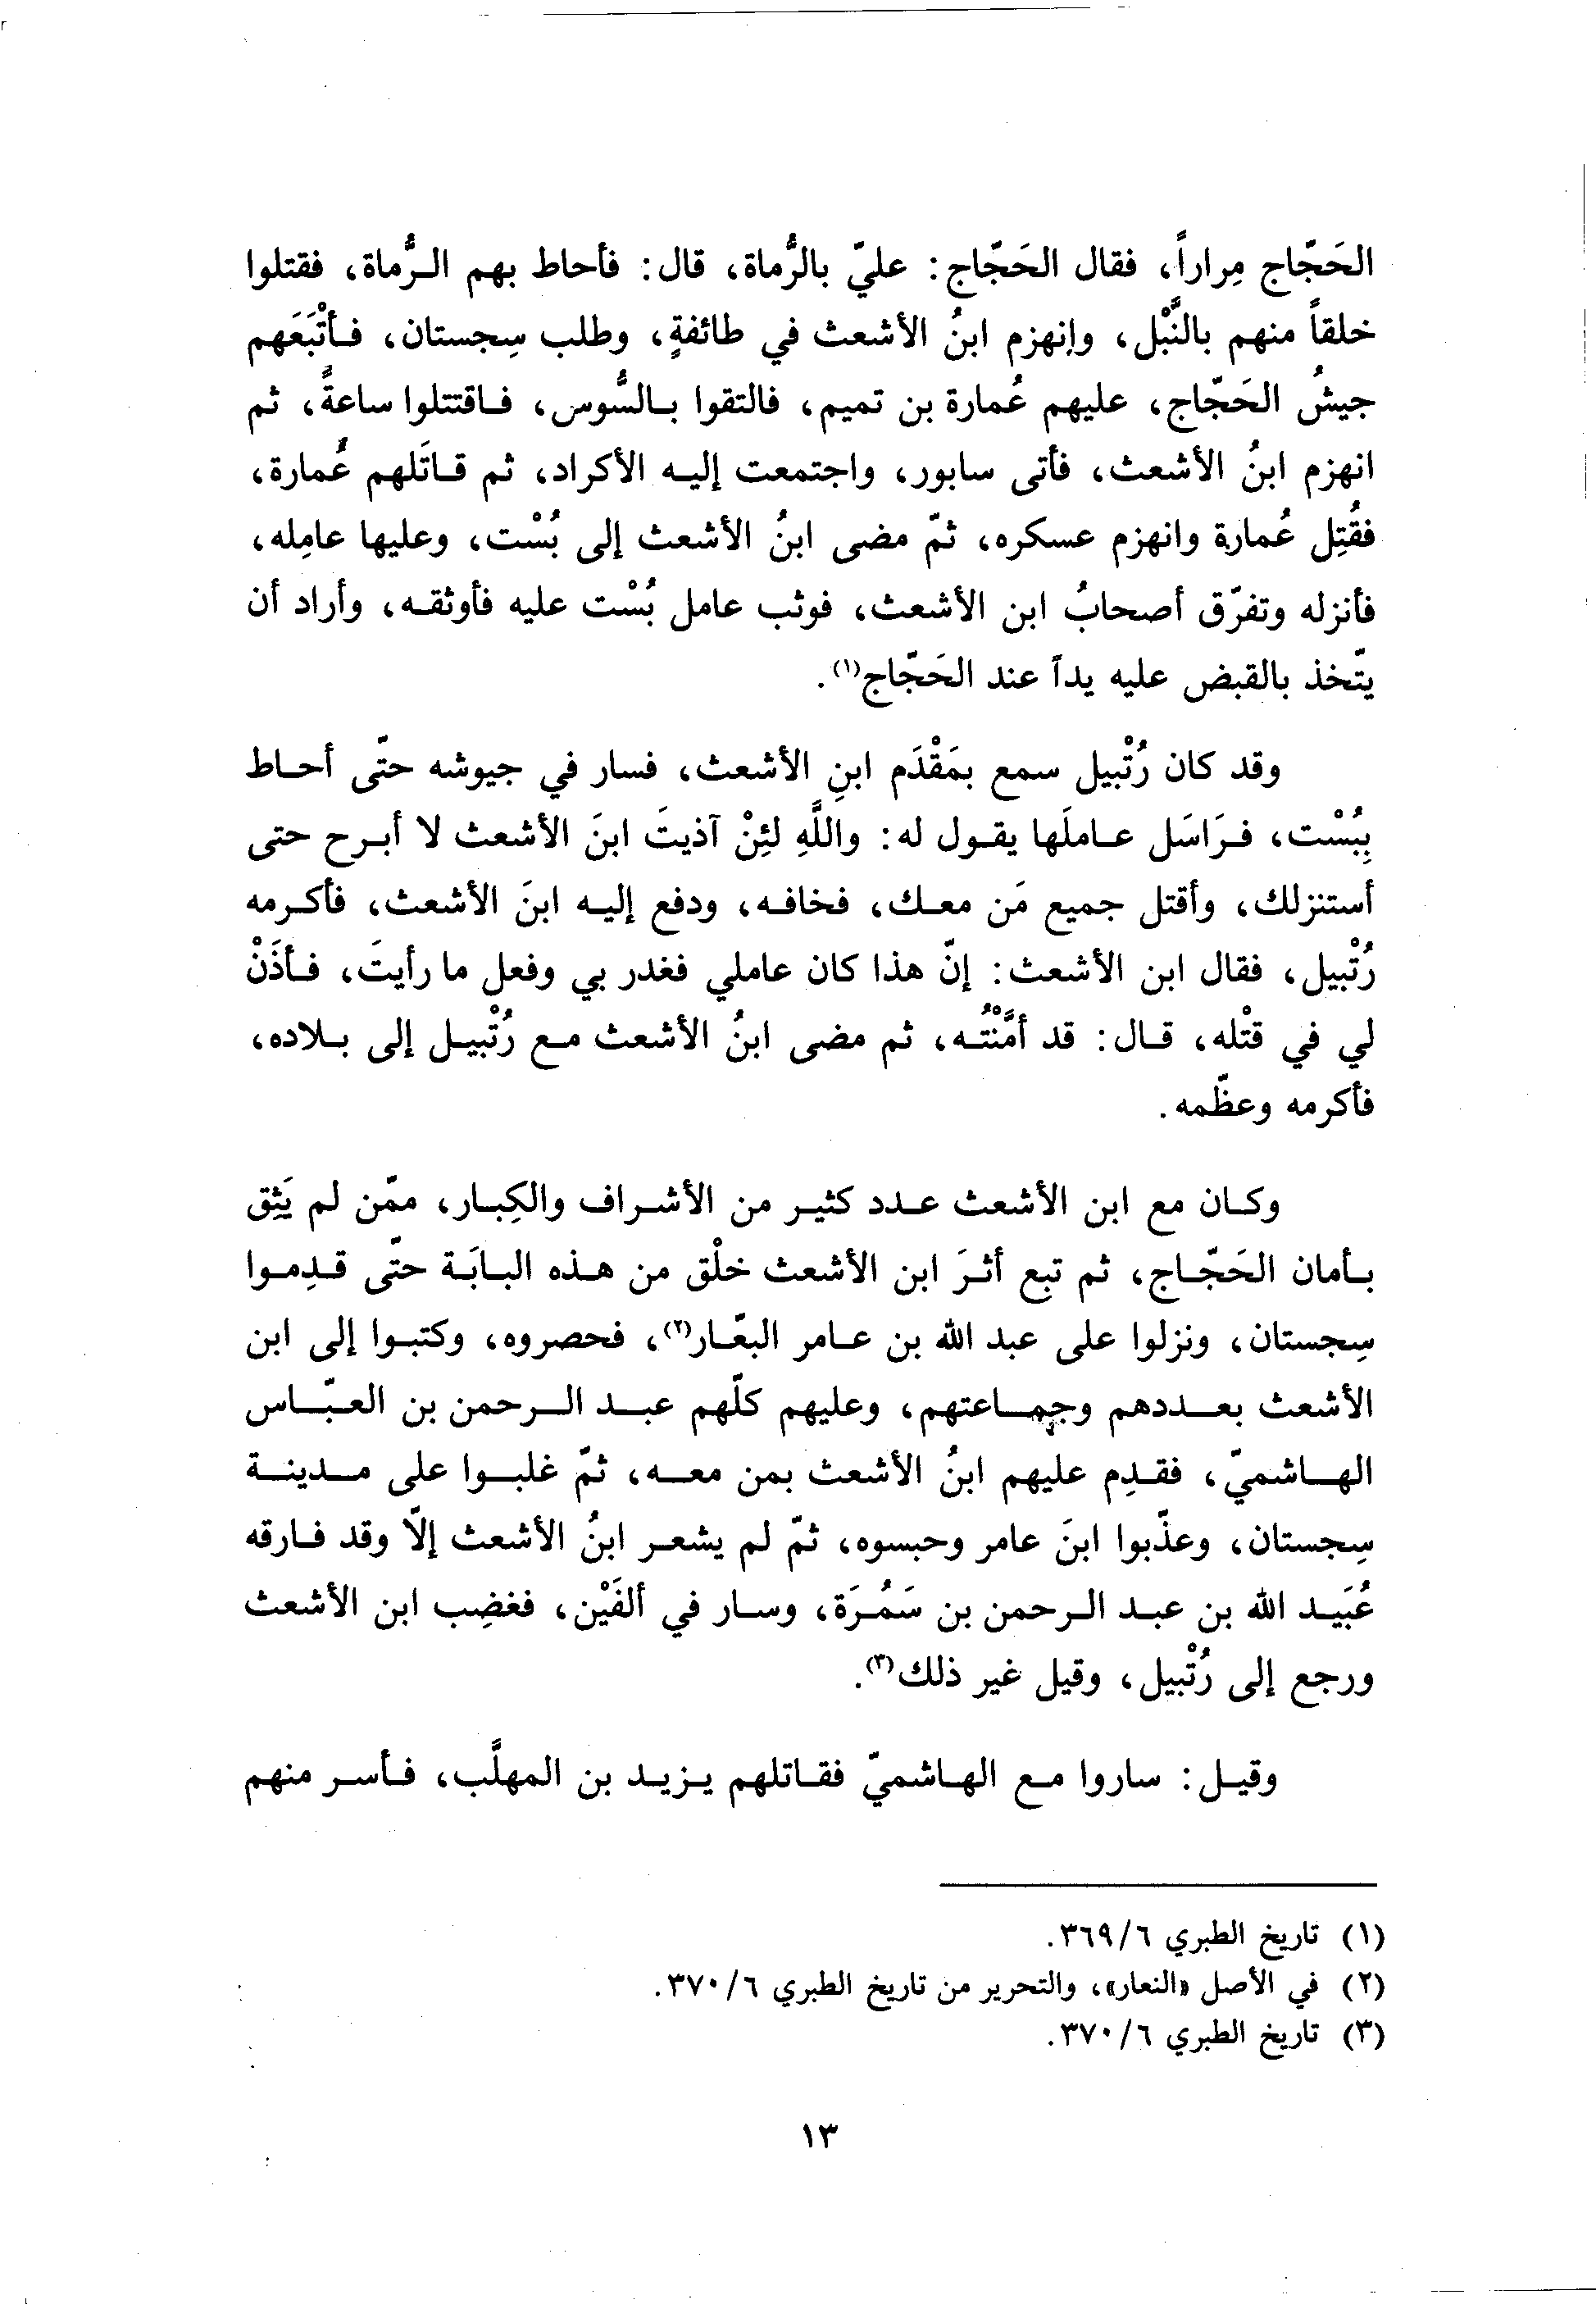 الحَجّاج مِراراً، فقال الحَجّاج: عليّ بالرُّماة، قال: فأحاط بهم الرُّماة، فقتلوا
خلقاً منهم بالنَّبْل، وإنهزم ابنُ الأشعث في طائفةٍ، وطلب سِجستان، فأتْبَعَهم
جيشُ الحَجّاج، عليهم عُمارة بن تميم، فالتقوا بالسُّوس، فاقتتلوا ساعةً، ثم
انهزم ابنُ الأشعث، فأتى سابور، واجتمعت إليه الأكراد، ثم قاتَلهم عُمارة،
فقُتِل عُمارة وانهزم عسكره، ثمّ مضى ابنُ الأشعث إلى بُسْت، وعليها عامِله،
فأنزله وتفرّق أصحابُ ابن الأشعث، فوثب عامل بُسْت عليه فأوثقه، وأراد أن
يتّخذ بالقبض عليه يداً عند الحَجّاج(١).
وقد كان رُتْبيل سمع بمَقْدَم ابنِ الأشعث، فسار في جيوشه حتّى أحاط
بِبُسْت، فرَاسَل عاملَها يقول له: واللَّهِ لئِنْ آذيتَ ابنَ الأشعث لا أبرح حتى
أستنزلك، وأقتل جميع مَن معك، فخافه، ودفع إليه ابنَ الأشعث، فأكرمه
رُتْبيل، فقال ابن الأشعث: إنّ هذا كان عاملي فغدر بي وفعل ما رأيتَ، فأذَنْ
لي في قتْله، قال: قد أمَّنْتُه، ثم مضى ابنُ الأشعث مع رُتْبيل إلى بلاده،
فأكرمه وعظّمه.
وكان مع ابن الأشعث عدد كثير من الأشراف والكِبار، ممّن لم يَثِق
بأمان الحَجّاج، ثم تبِع أثرَ ابن الأشعث خلْق من هذه البابَة حتّى قدِموا
سِجستان، ونزلوا على عبد الله بن عامر البعّار(٢)، فحصروه، وكتبوا إلى ابن
الأشعث بعددهم وجماعتهم، وعليهم كلّهم عبد الرحمن بن العبّاس
الهاشميّ، فقدِم عليهم ابنُ الأشعث بمن معه، ثمّ غلبوا على مدينة
سِجستان، وعذّبوا ابنَ عامر وحبسوه، ثمّ لم يشعر ابنُ الأشعث إلّا وقد فارقه
عُبَيد الله بن عبد الرحمن بن سَمُرَة، وسار في ألفَيْن، فغضِب ابن الأشعث
ورجع إلى رُتْبيل، وقيل غير ذلك(٣).
وقيل: ساروا مع الهاشميّ فقاتلهم يزيد بن المهلَّب، فأسر منهم
(١) تاريخ الطبري ٣٦٩/٦.
(٢) في الأصل «النعار»، والتحرير من تاريخ الطبري ٣٧٠/٦.
(٣) تاريخ الطبري ٣٧٠/٦.
١٣